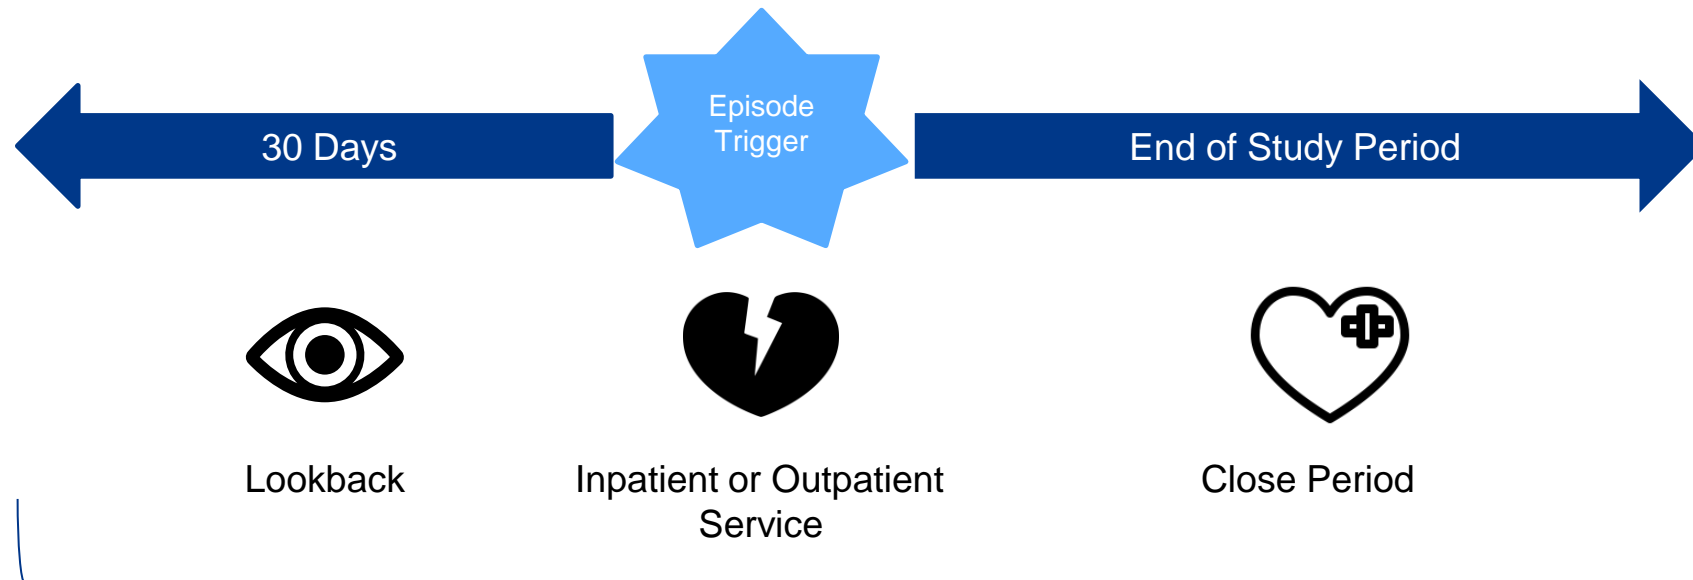 Episode
Trigger
30 Days
End of Study Period
Lookback
Inpatient or Outpatient
Service
Close Period